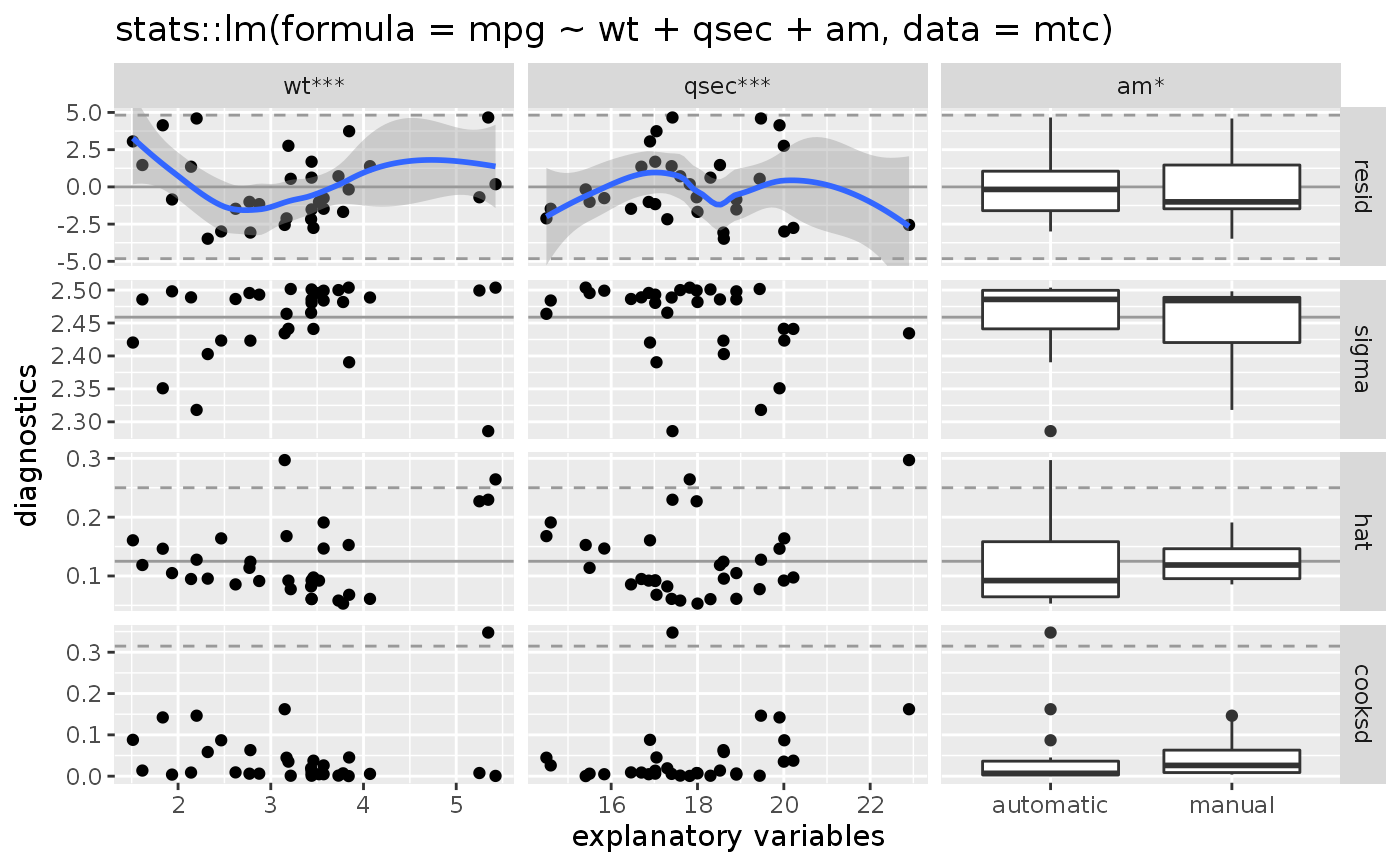 stats::lm(formula = mpg ~ wt + qsec + am, data = mtc)
wt*** qsec*** am*
5.0
2.5
0.0
-2.5
-5.0
resid
2.50
2.45
2.40
2.35
2.30
sigma
0.3
0.2
0.1
hat
0.3
0.2
0.1
0.0
cooksd
diagnostics
2 3 4 5 16 18 20 22 automatic manual
explanatory variables